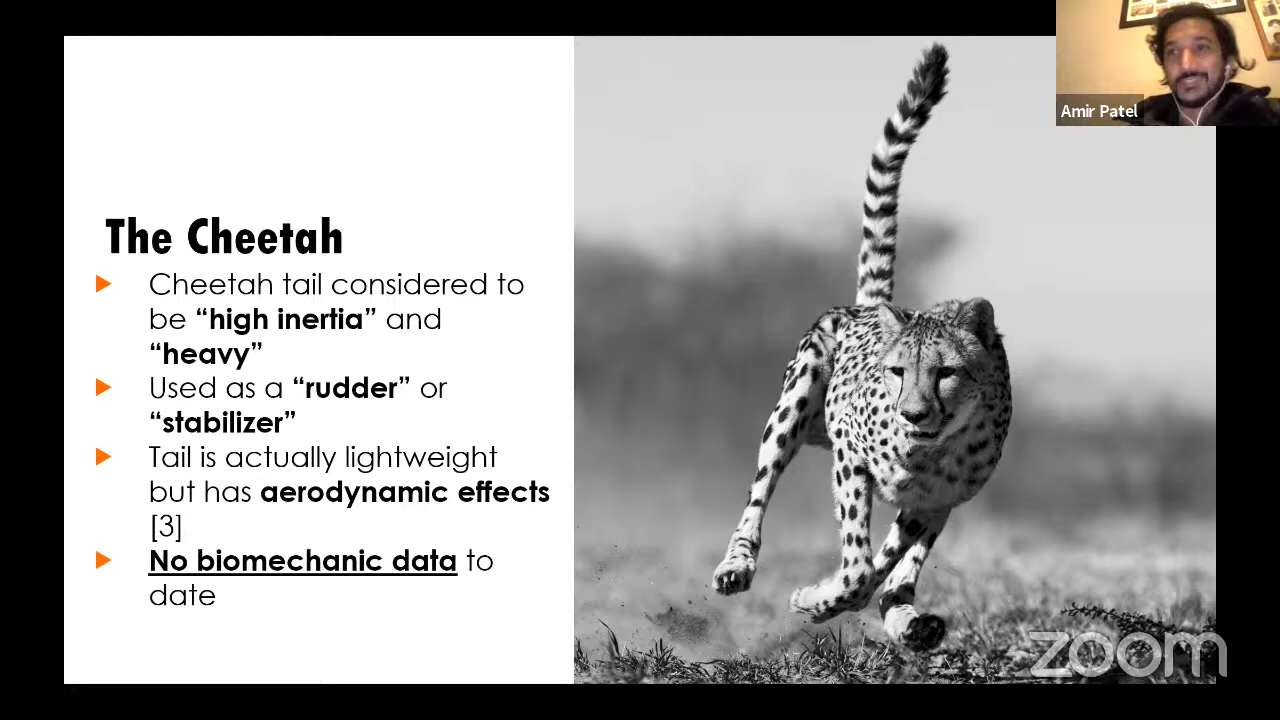 Amir Patel
The Cheetah
Cheetah tail considered to
be “high inertia” and
“heavy”
Used as a “rudder” or
“stabilizer”
Tail is actually lightweight
but has aerodynamic effects
[3]
No biomechanic data to
date
zoom